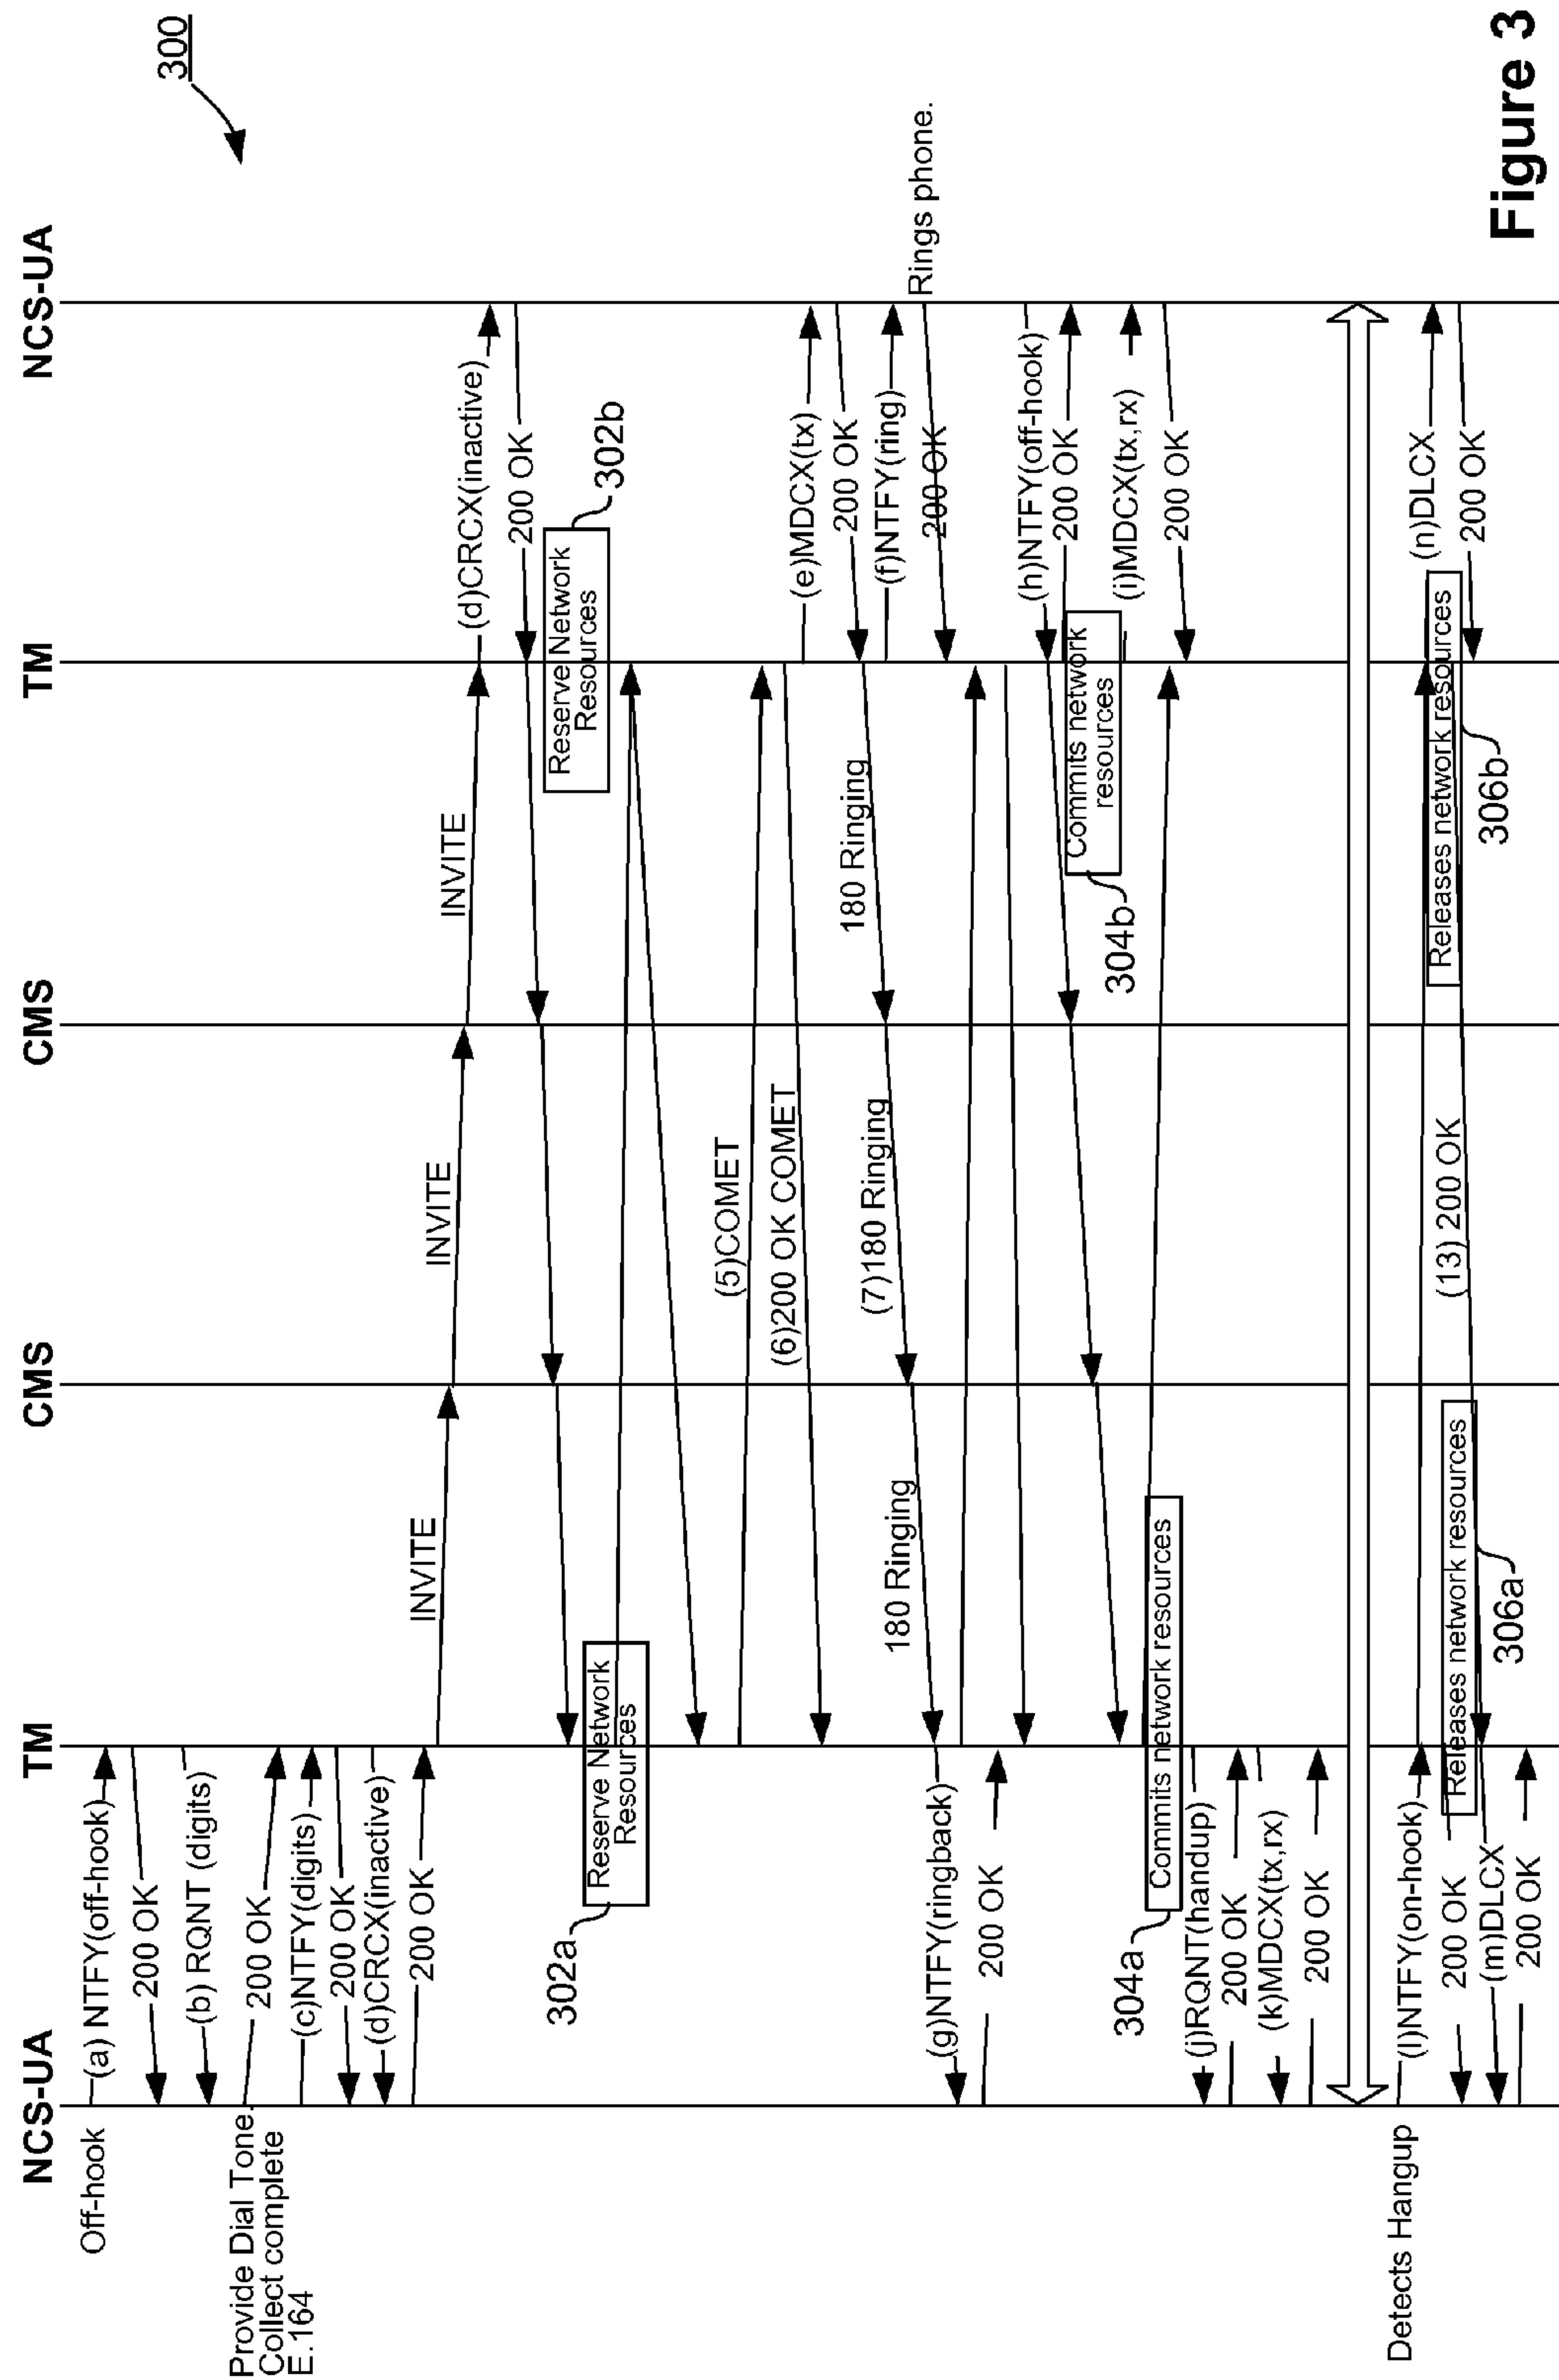 300
NCS-UA
TM
CMS
CMS
TM
NCS-UA
Off-hook
(a) NTFY(off-hook)
200 OK
(b) RQNT (digits)
Provide Dial Tone.
Collect complete
E.164
200 OK
(c)NTFY(digits)
200 OK
(d)CRCX(inactive)
200 OK
INVITE
INVITE
INVITE
(d)CRCX(inactive)
200 OK
Reserve Network
Resources
302b
Reserve Network
Resources
302a
(5)COMET
(6)200 OK COMET
(e)MDCX(tx)
200 OK
180 Ringing
(7)180 Ringing
180 Ringing
(f)NTFY(ring)
200 OK
Rings phone.
(g)NTFY(ringback)
200 OK
(h)NTFY(off-hook)
200 OK
Commits network
resources
304b
(i)MDCX(tx,rx)
200 OK
Commits network resources
304a
(j)RQNT(handup)
200 OK
(k)MDCX(tx,rx)
200 OK
Detects Hangup
(l)NTFY(on-hook)
200 OK
(m)DLCX
200 OK
Releases network resources
306a
(13) 200 OK
Releases network resources
306b
(n)DLCX
200 OK
Figure 3